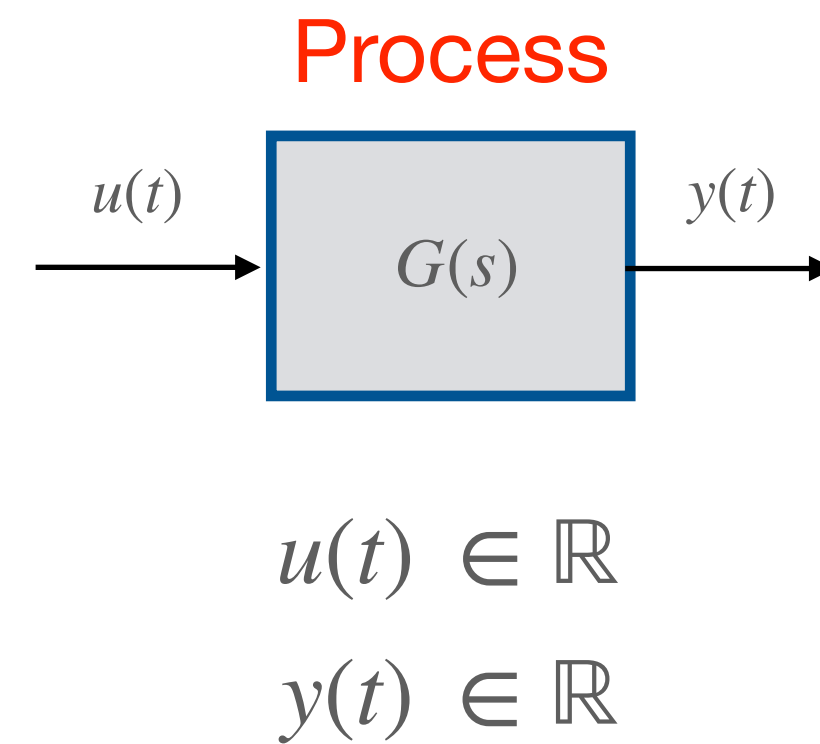 Process
u(t)
y(t)
G(s)
u(t) ∈ ℝ
y(t) ∈ ℝ